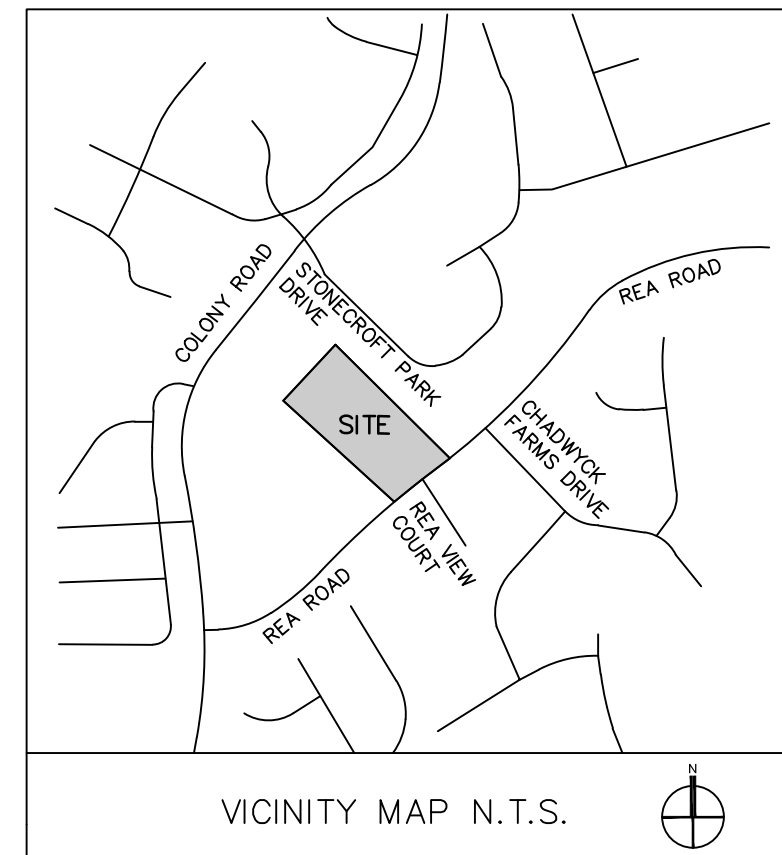 COLONY ROAD
STONECROFT PARK
DRIVE
REA ROAD
SITE
CHADWYCK
FARMS DRIVE
REA VIEW
COURT
REA ROAD
VICINITY MAP N.T.S.
N